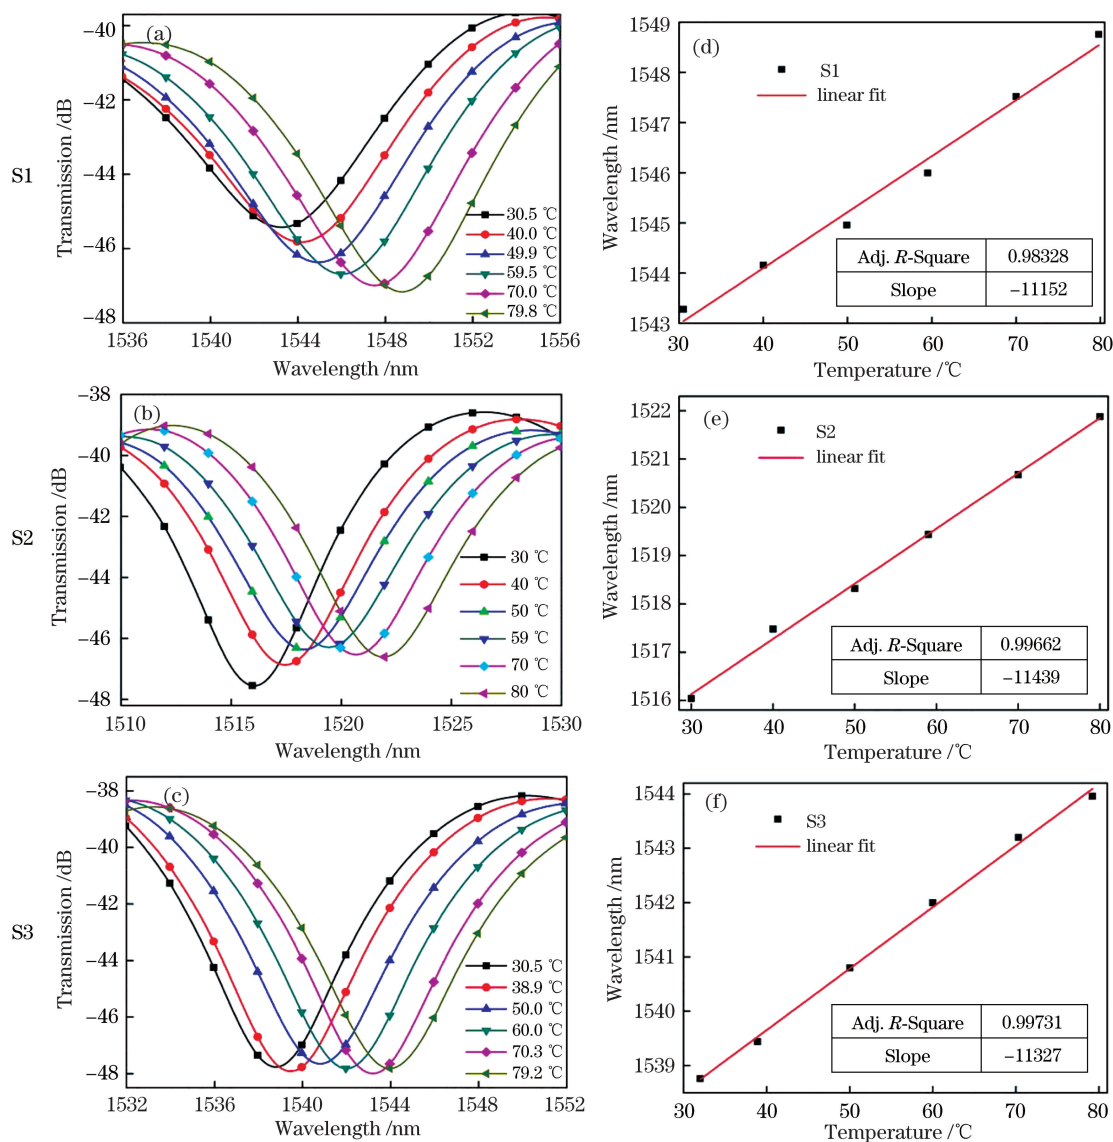 S1
(a)
Transmission /dB
−40
−42
−44
−46
−48
30.5 ℃
40.0 ℃
49.9 ℃
59.5 ℃
70.0 ℃
79.8 ℃
1536 1540 1544 1548 1552 1556
Wavelength /nm
(d)
Wavelength /nm
1549
1548
1547
1546
1545
1544
1543
S1
linear fit
Adj. R-Square 0.98328
Slope −11152
30 40 50 60 70 80
Temperature /℃
S2
(b)
Transmission /dB
−38
−40
−42
−44
−46
−48
30 ℃
40 ℃
50 ℃
59 ℃
70 ℃
80 ℃
1510 1515 1520 1525 1530
Wavelength /nm
(e)
Wavelength /nm
1522
1521
1520
1519
1518
1517
1516
S2
linear fit
Adj. R-Square 0.99662
Slope −11439
30 40 50 60 70 80
Temperature /℃
S3
(c)
Transmission /dB
−38
−40
−42
−44
−46
−48
30.5 ℃
38.9 ℃
50.0 ℃
60.0 ℃
70.3 ℃
79.2 ℃
1532 1536 1540 1544 1548 1552
Wavelength /nm
(f)
Wavelength /nm
1544
1543
1542
1541
1540
1539
S3
linear fit
Adj. R-Square 0.99731
Slope −11327
30 40 50 60 70 80
Temperature /℃